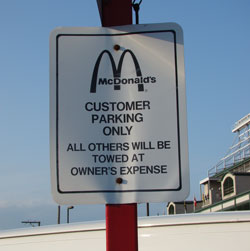 McDonald's
CUSTOMER
PARKING
ONLY
ALL OTHERS WILL BE
TOWED AT
OWNER'S EXPENSE